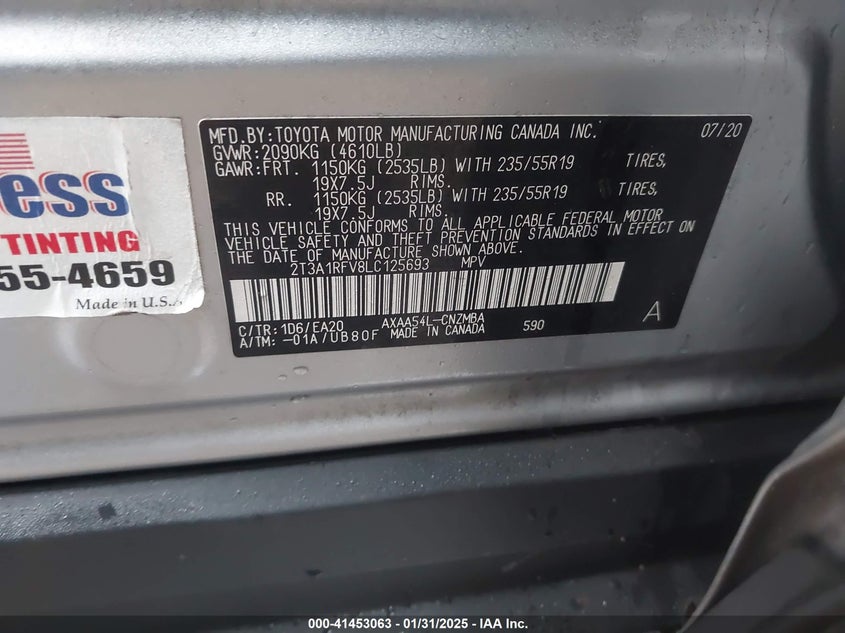 ess
TINTING
55-4659
Made in U.S.
MFD.BY:TOYOTA MOTOR MANUFACTURING CANADA INC. 07/20
GVWR:2090KG (4610LB)
GAWR:FRT. 1150KG (2535LB) WITH 235/55R19 TIRES,
19X7.5J RIMS.
RR. 1150KG (2535LB) WITH 235/55R19 TIRES,
19X7.5J RIMS.
THIS VEHICLE CONFORMS TO ALL APPLICABLE FEDERAL MOTOR
VEHICLE SAFETY AND THEFT PREVENTION STANDARDS IN EFFECT ON
THE DATE OF MANUFACTURE SHOWN ABOVE.
2T3A1RFV8LC125693 MPV
C/TR:1D6/EA20 AXAA54L-CNZMBA
A/TM:-01A/UB80F MADE IN CANADA 590 A
000-41453063 - 01/31/2025 - IAA Inc.